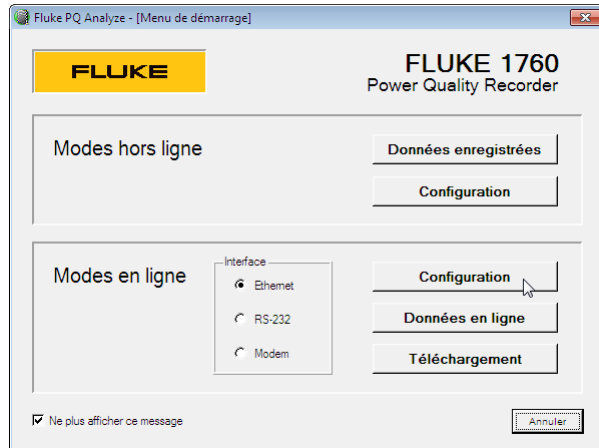 Fluke PQ Analyze - [Menu de démarrage]
FLUKE
FLUKE 1760
Power Quality Recorder
Modes hors ligne
Données enregistrées
Configuration
Modes en ligne
Interface
Ethernet
RS-232
Modem
Configuration
Données en ligne
Téléchargement
Ne plus afficher ce message
Annuler